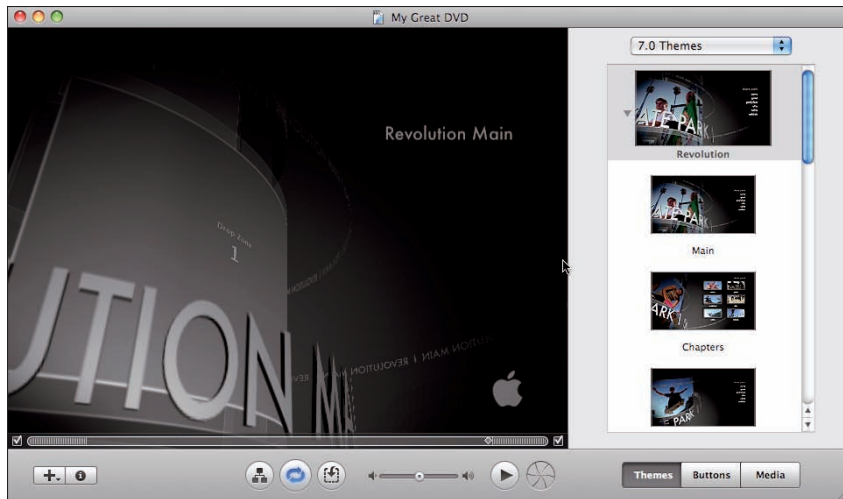 My Great DVD
7.0 Themes
Revolution Main
Drop Zone
1
UTION M
REVOLUTION MAIN
Revolution
Main
Chapters
Themes
Buttons
Media